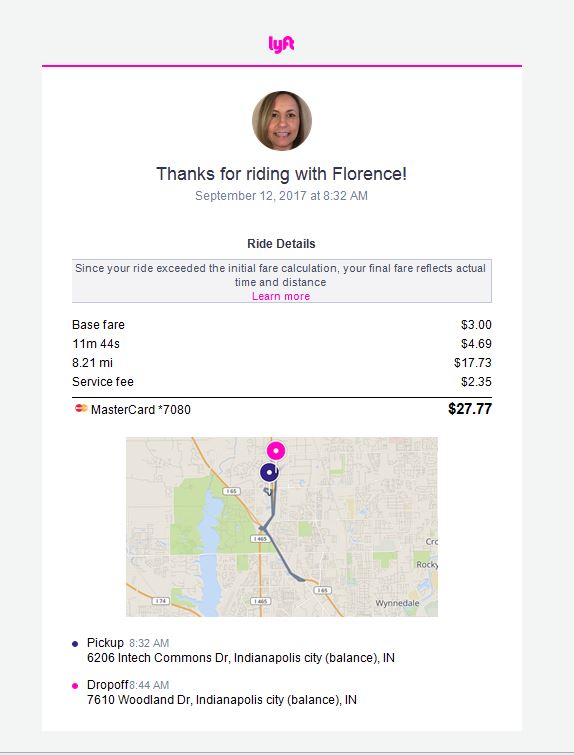 lyft
Thanks for riding with Florence!
September 12, 2017 at 8:32 AM
Ride Details
Since your ride exceeded the initial fare calculation, your final fare reflects actual
time and distance
Learn more
Base fare $3.00
11m 44s $4.69
8.21 mi $17.73
Service fee $2.35
MasterCard *7080 $27.77
I 65
I 465
Crc
Rocky
I 65
I 74
I 465
Wynnedale
Pickup 8:32 AM
6206 Intech Commons Dr, Indianapolis city (balance), IN
Dropoff8:44 AM
7610 Woodland Dr, Indianapolis city (balance), IN